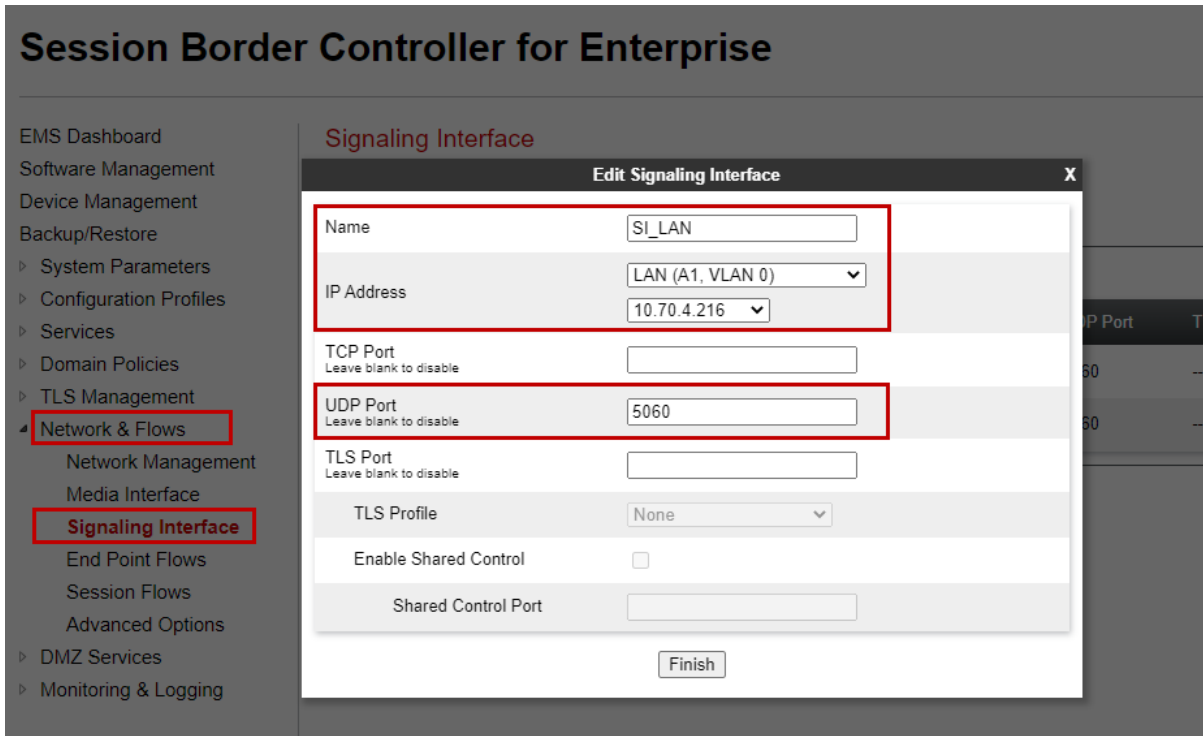 Session Border Controller for Enterprise
EMS Dashboard
Software Management
Device Management
Backup/Restore
System Parameters
Configuration Profiles
Services
Domain Policies
TLS Management
Network & Flows
Network Management
Media Interface
Signaling Interface
End Point Flows
Session Flows
Advanced Options
DMZ Services
Monitoring & Logging
Signaling Interface
Edit Signaling Interface X
Name SI_LAN
IP Address LAN (A1, VLAN 0)
10.70.4.216
TCP Port
Leave blank to disable
UDP Port 5060
Leave blank to disable
TLS Port
Leave blank to disable
TLS Profile None
Enable Shared Control
Shared Control Port
Finish
Port
60 --
60 --